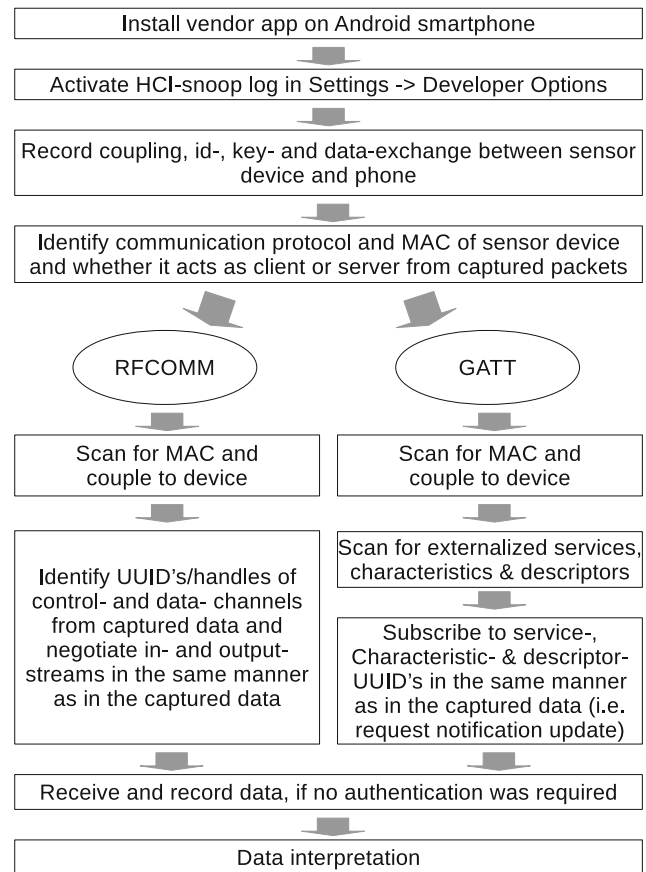 Install vendor app on Android smartphone
Activate HCI-snoop log in Settings -> Developer Options
Record coupling, id-, key- and data-exchange between sensor
device and phone
Identify communication protocol and MAC of sensor device
and whether it acts as client or server from captured packets
RFCOMM
GATT
Scan for MAC and
couple to device
Scan for MAC and
couple to device
Identify UUID's/handles of
control- and data- channels
from captured data and
negotiate in- and output-
streams in the same manner
as in the captured data
Scan for externalized services,
characteristics & descriptors
Subscribe to service-,
Characteristic- & descriptor-
UUID's in the same manner
as in the captured data (i.e.
request notification update)
Receive and record data, if no authentication was required
Data interpretation